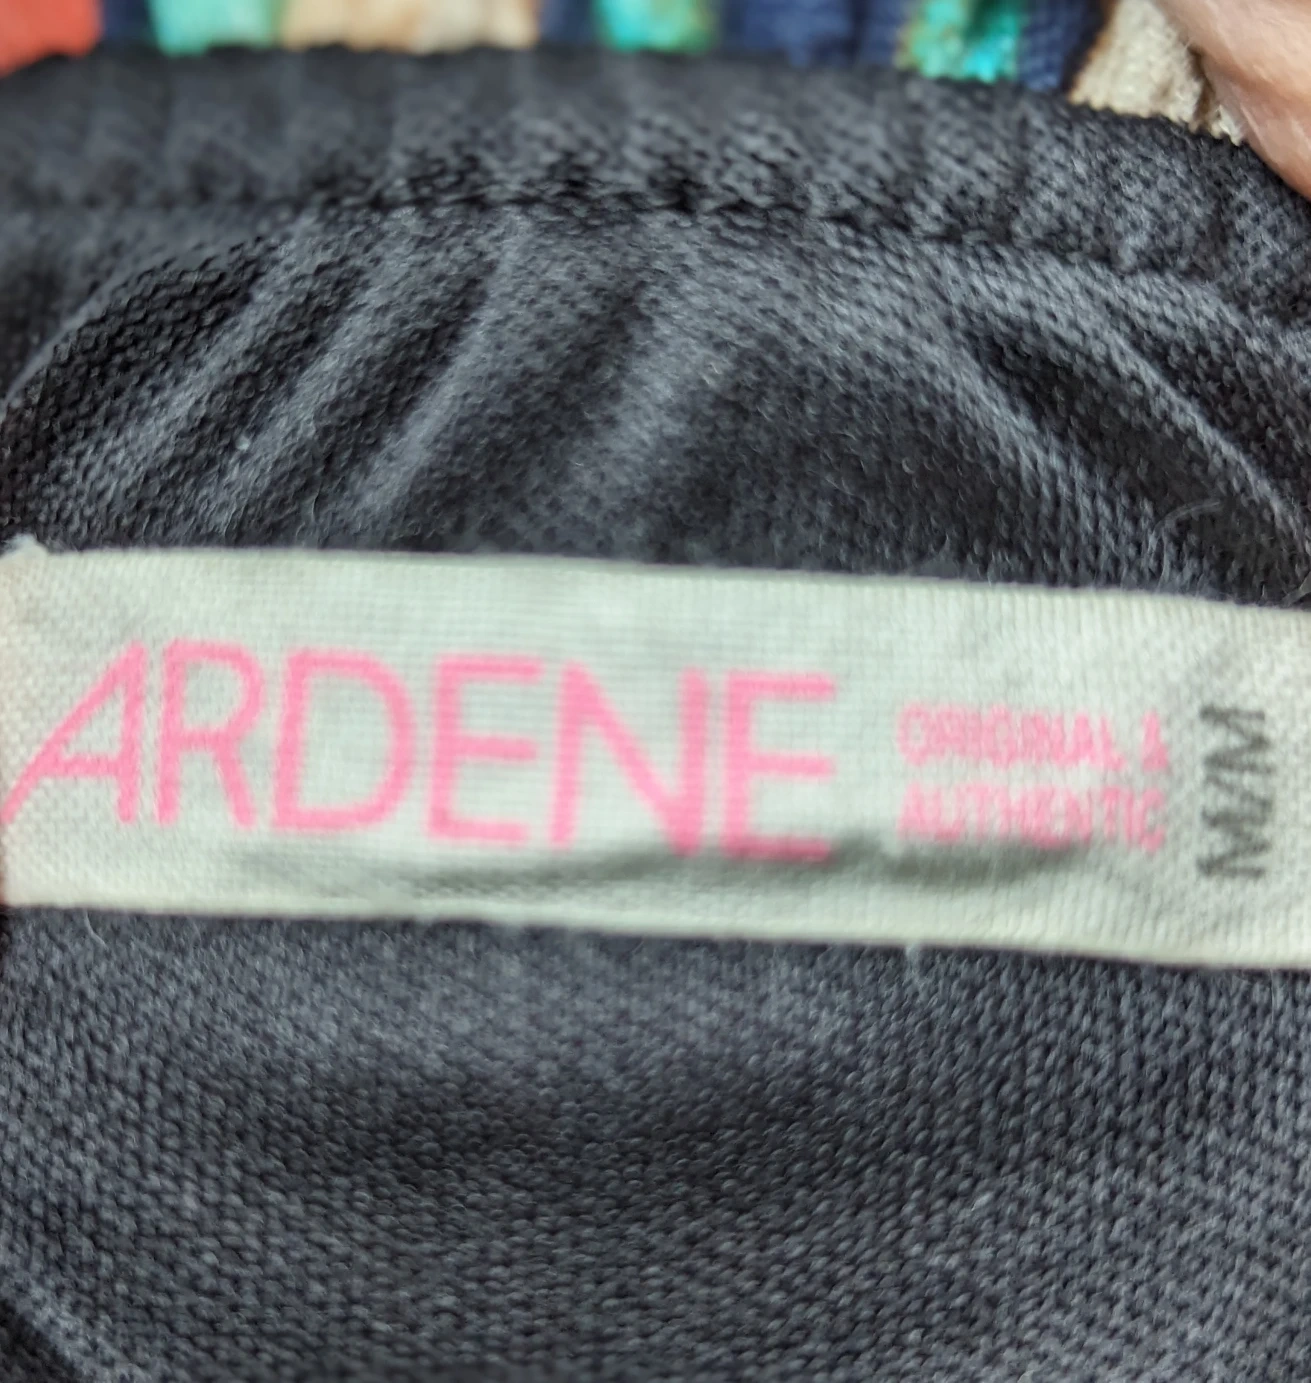 ARDENE
ORIGINAL &
AUTHENTIC
M/M